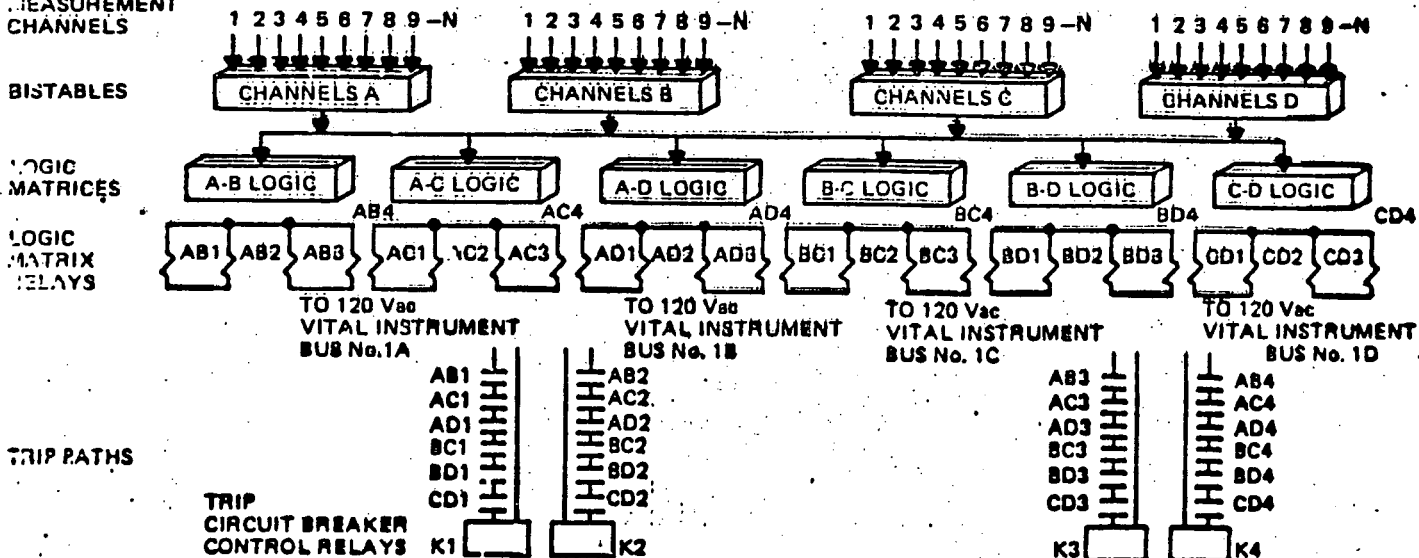 MEASUREMENT
CHANNELS
1 2 3 4 5 6 7 8 9 –N
1 2 3 4 5 6 7 8 9 –N
1 2 3 4 5 6 7 8 9 –N
1 2 3 4 5 6 7 8 9 –N
BISTABLES
CHANNELS A
CHANNELS B
CHANNELS C
CHANNELS D
LOGIC
MATRICES
A-B LOGIC
A-C LOGIC
A-D LOGIC
B-C LOGIC
B-D LOGIC
C-D LOGIC
AB4
AC4
AD4
BC4
BD4
CD4
LOGIC
MATRIX
RELAYS
AB1 AB2 AB3
AC1 AC2 AC3
AD1 AD2 AD3
BC1 BC2 BC3
BD1 BD2 BD3
CD1 CD2 CD3
TO 120 Vac
VITAL INSTRUMENT
BUS No.1A
TO 120 Vac
VITAL INSTRUMENT
BUS No. 1B
TO 120 Vac
VITAL INSTRUMENT
BUS No. 1C
TO 120 Vac
VITAL INSTRUMENT
BUS No. 1D
TRIP PATHS
AB1
AC1
AD1
BC1
BD1
CD1
AB2
AC2
AD2
BC2
BD2
CD2
AB3
AC3
AD3
BC3
BD3
CD3
AB4
AC4
AD4
BC4
BD4
CD4
TRIP
CIRCUIT BREAKER
CONTROL RELAYS
K1
K2
K3
K4